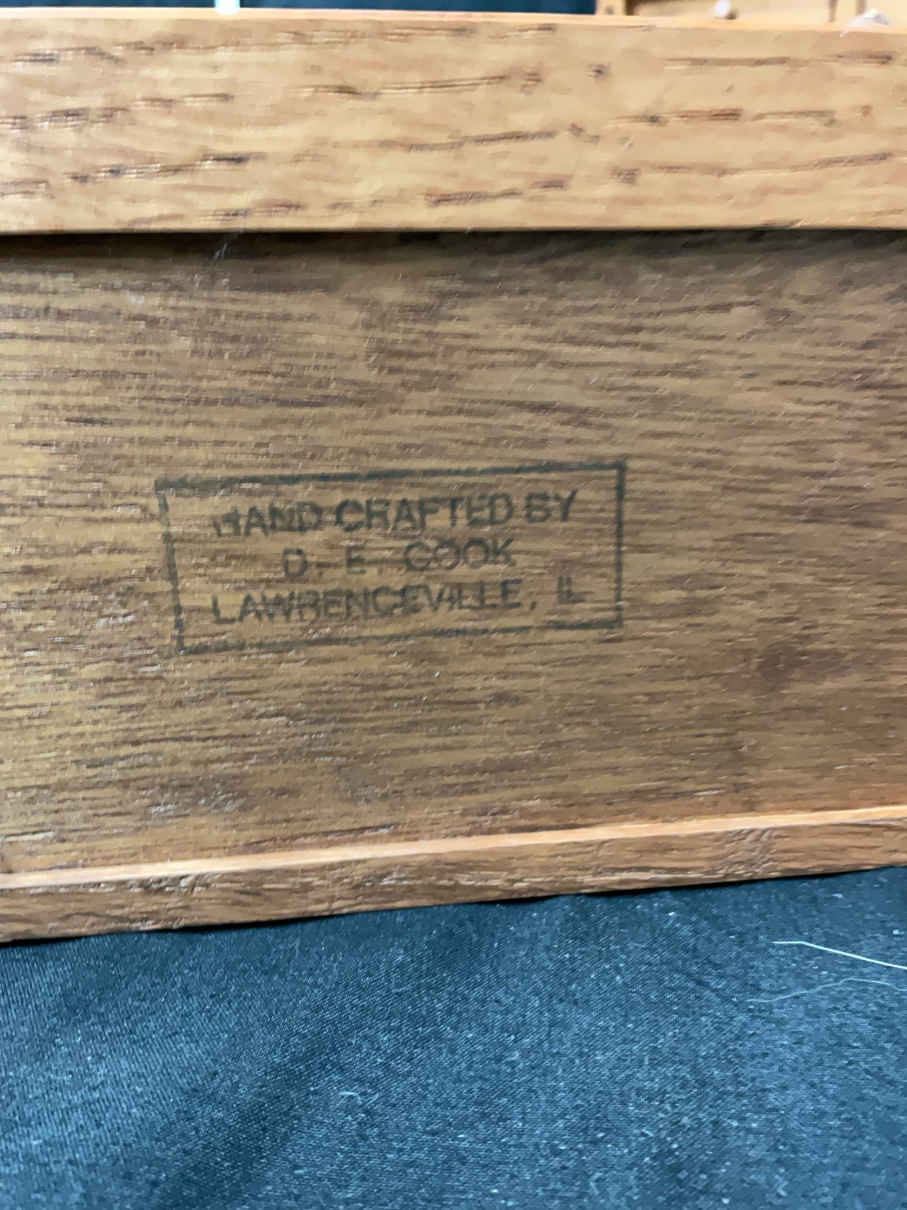 HAND CRAFTED BY
D. E. COOK
LAWRENCEVILLE, IL